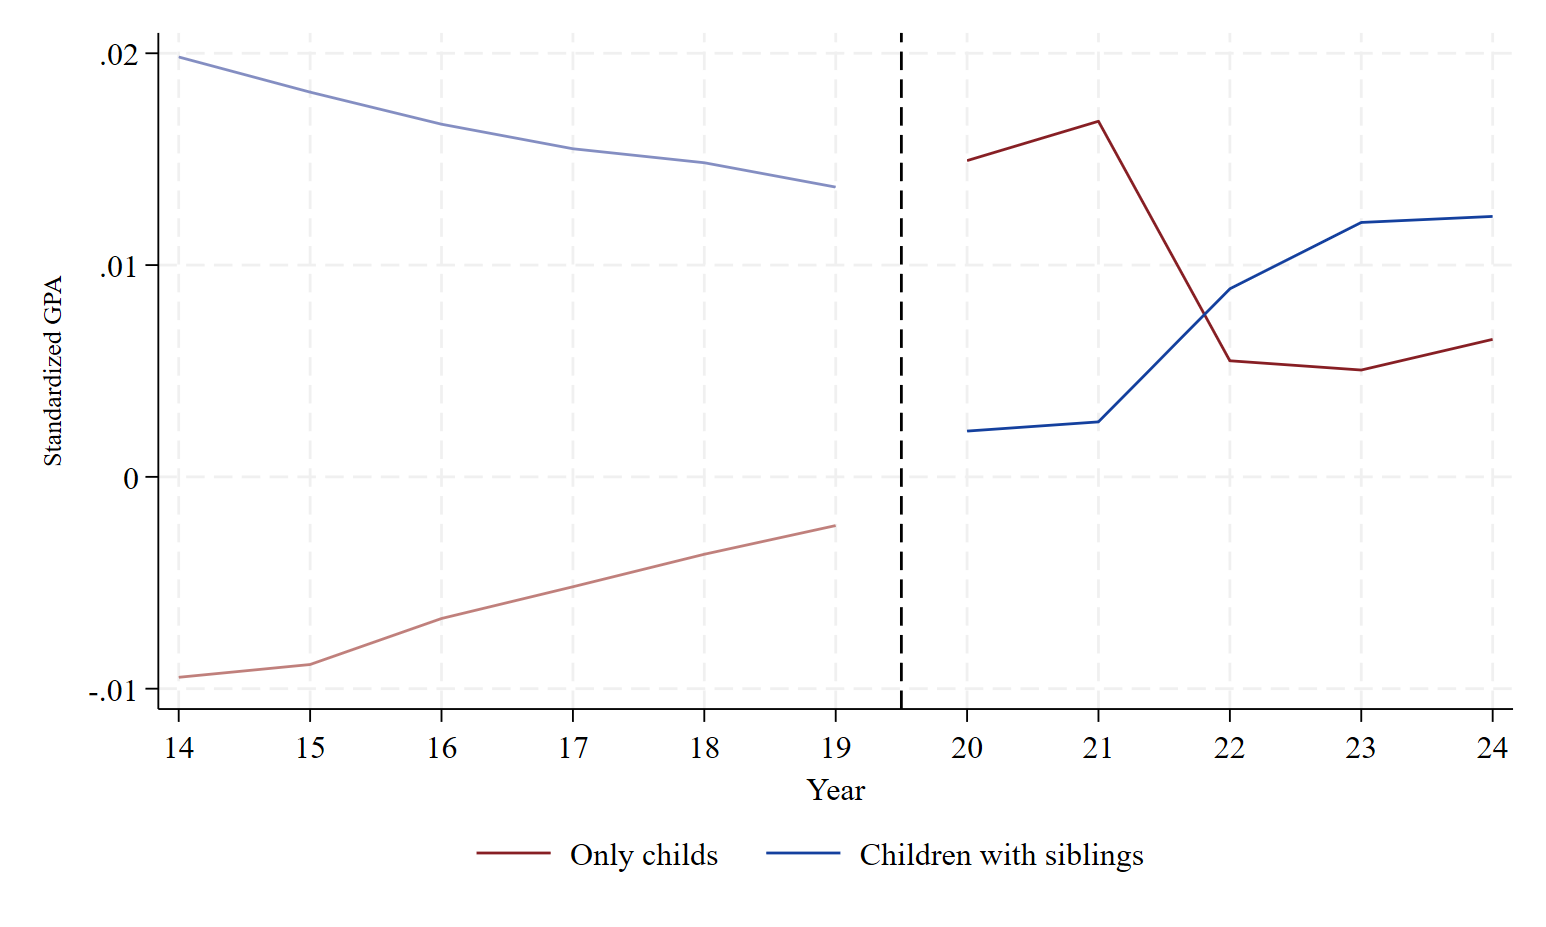 .02
.01
0
-.01
Standardized GPA
14 15 16 17 18 19 20 21 22 23 24
Year
Only childs Children with siblings